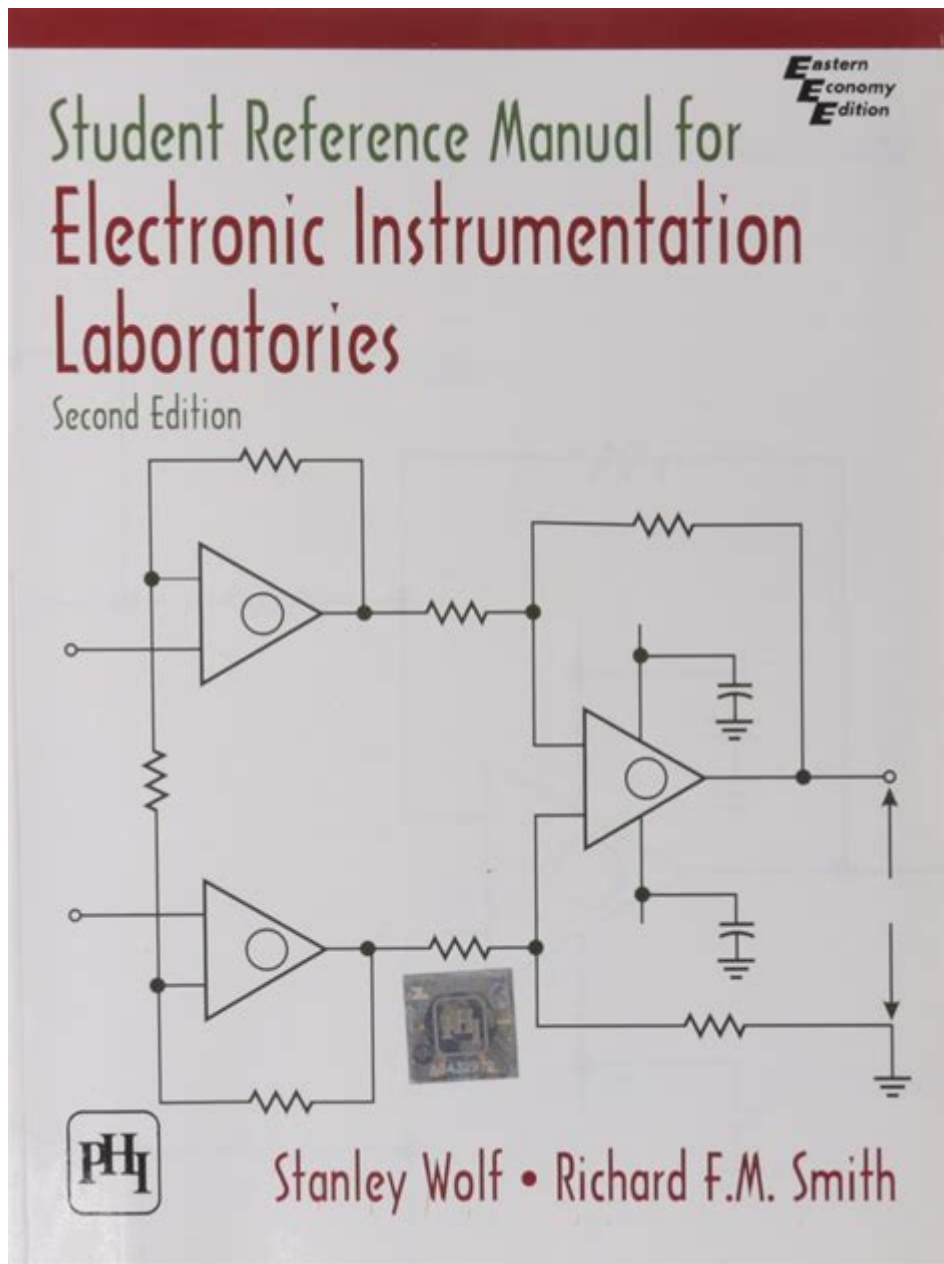 Eastern
Economy
Edition
Student Reference Manual for
Electronic Instrumentation
Laboratories
Second Edition
PHI
Stanley Wolf • Richard F.M. Smith